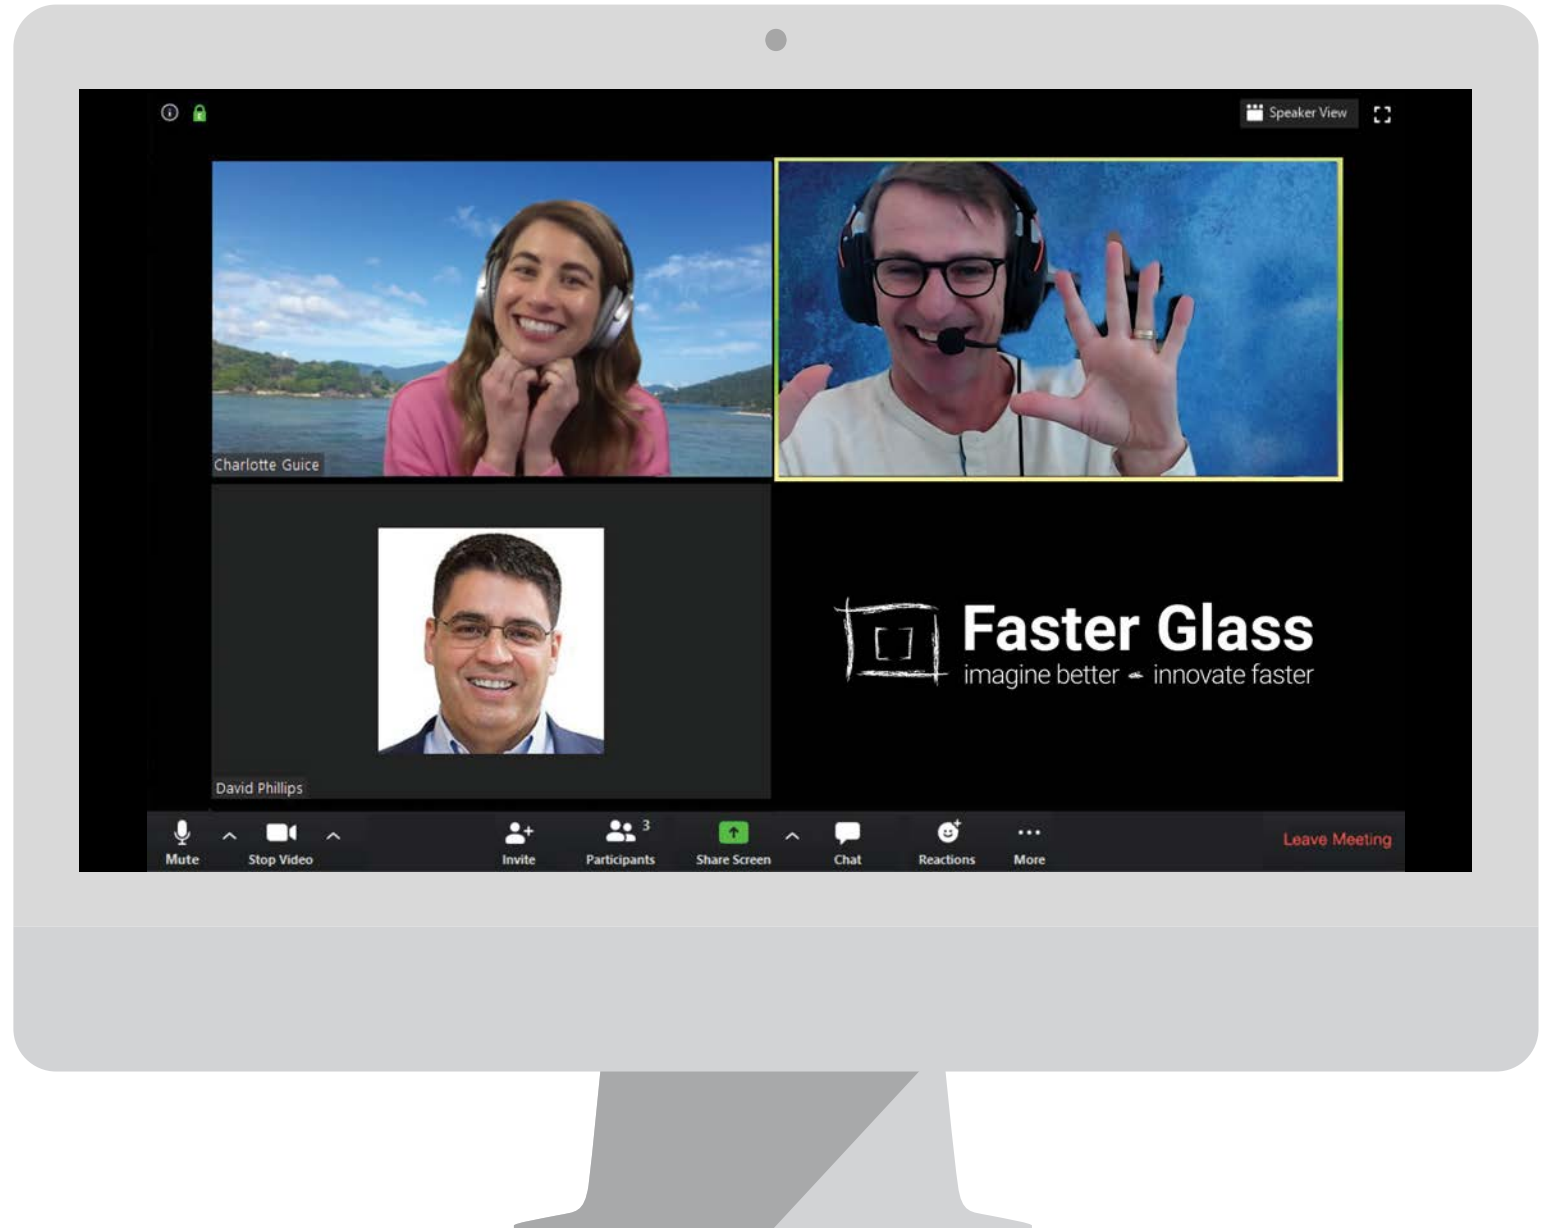 Speaker View
Charlotte Guice
Faster Glass
imagine better - innovate faster
David Phillips
3
Mute
Stop Video
Invite
Participants
Share Screen
Chat
Reactions
More
Leave Meeting